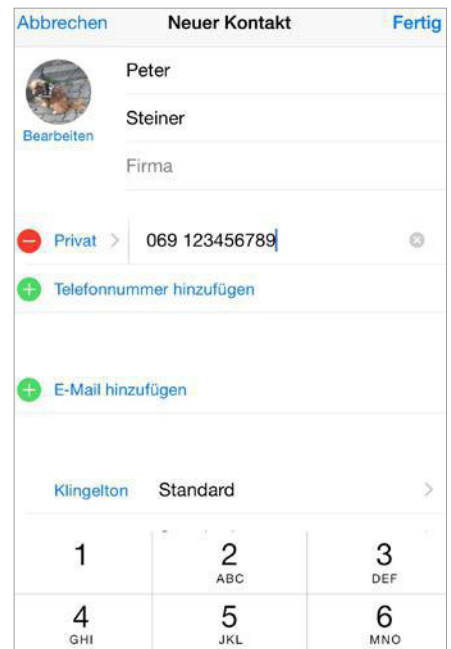 Abbrechen Neuer Kontakt Fertig
Peter
Steiner
Bearbeiten
Firma
Privat 069 123456789
Telefonnummer hinzufügen
E-Mail hinzufügen
Klingelton Standard
1 2 3
ABC DEF
4 5 6
GHI JKL MNO